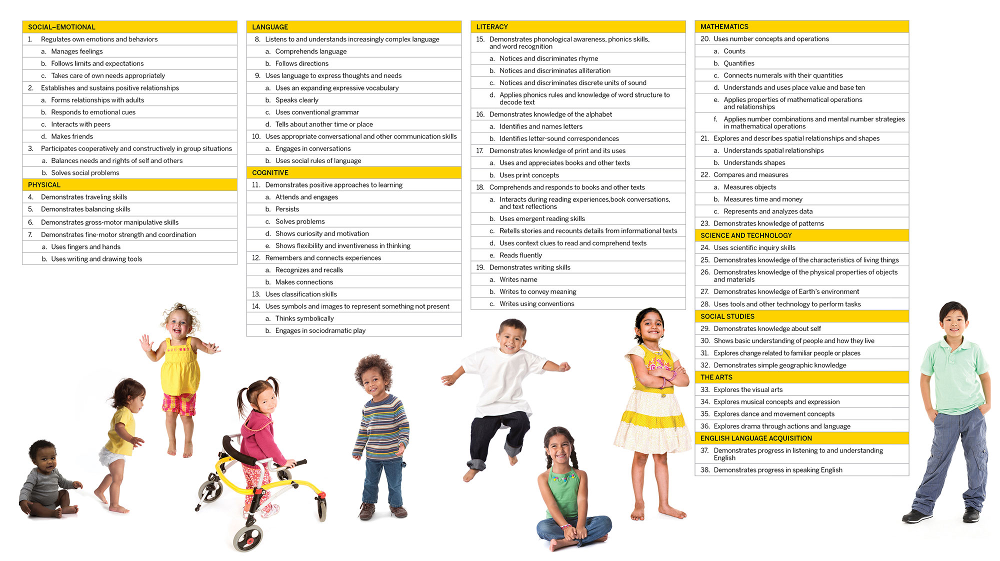 SOCIAL–EMOTIONAL
1. Regulates own emotions and behaviors
a. Manages feelings
b. Follows limits and expectations
c. Takes care of own needs appropriately
2. Establishes and sustains positive relationships
a. Forms relationships with adults
b. Responds to emotional cues
c. Interacts with peers
d. Makes friends
3. Participates cooperatively and constructively in group situations
a. Balances needs and rights of self and others
b. Solves social problems
PHYSICAL
4. Demonstrates traveling skills
5. Demonstrates balancing skills
6. Demonstrates gross-motor manipulative skills
7. Demonstrates fine-motor strength and coordination
a. Uses fingers and hands
b. Uses writing and drawing tools
LANGUAGE
8. Listens to and understands increasingly complex language
a. Comprehends language
b. Follows directions
9. Uses language to express thoughts and needs
a. Uses an expanding expressive vocabulary
b. Speaks clearly
c. Uses conventional grammar
d. Tells about another time or place
10. Uses appropriate conversational and other communication skills
a. Engages in conversations
b. Uses social rules of language
COGNITIVE
11. Demonstrates positive approaches to learning
a. Attends and engages
b. Persists
c. Solves problems
d. Shows curiosity and motivation
e. Shows flexibility and inventiveness in thinking
12. Remembers and connects experiences
a. Recognizes and recalls
b. Makes connections
13. Uses classification skills
14. Uses symbols and images to represent something not present
a. Thinks symbolically
b. Engages in sociodramatic play
LITERACY
15. Demonstrates phonological awareness, phonics skills,
and word recognition
a. Notices and discriminates rhyme
b. Notices and discriminates alliteration
c. Notices and discriminates discrete units of sound
d. Applies phonics rules and knowledge of word structure to
decode text
16. Demonstrates knowledge of the alphabet
a. Identifies and names letters
b. Identifies letter-sound correspondences
17. Demonstrates knowledge of print and its uses
a. Uses and appreciates books and other texts
b. Uses print concepts
18. Comprehends and responds to books and other texts
a. Interacts during reading experiences,book conversations,
and text reflections
b. Uses emergent reading skills
c. Retells stories and recounts details from informational texts
d. Uses context clues to read and comprehend texts
e. Reads fluently
19. Demonstrates writing skills
a. Writes name
b. Writes to convey meaning
c. Writes using conventions
MATHEMATICS
20. Uses number concepts and operations
a. Counts
b. Quantifies
c. Connects numerals with their quantities
d. Understands and uses place value and base ten
e. Applies properties of mathematical operations
and relationships
f. Applies number combinations and mental number strategies
in mathematical operations
21. Explores and describes spatial relationships and shapes
a. Understands spatial relationships
b. Understands shapes
22. Compares and measures
a. Measures objects
b. Measures time and money
c. Represents and analyzes data
23. Demonstrates knowledge of patterns
SCIENCE AND TECHNOLOGY
24. Uses scientific inquiry skills
25. Demonstrates knowledge of the characteristics of living things
26. Demonstrates knowledge of the physical properties of objects
and materials
27. Demonstrates knowledge of Earth's environment
28. Uses tools and other technology to perform tasks
SOCIAL STUDIES
29. Demonstrates knowledge about self
30. Shows basic understanding of people and how they live
31. Explores change related to familiar people or places
32. Demonstrates simple geographic knowledge
THE ARTS
33. Explores the visual arts
34. Explores musical concepts and expression
35. Explores dance and movement concepts
36. Explores drama through actions and language
ENGLISH LANGUAGE ACQUISITION
37. Demonstrates progress in listening to and understanding
English
38. Demonstrates progress in speaking English